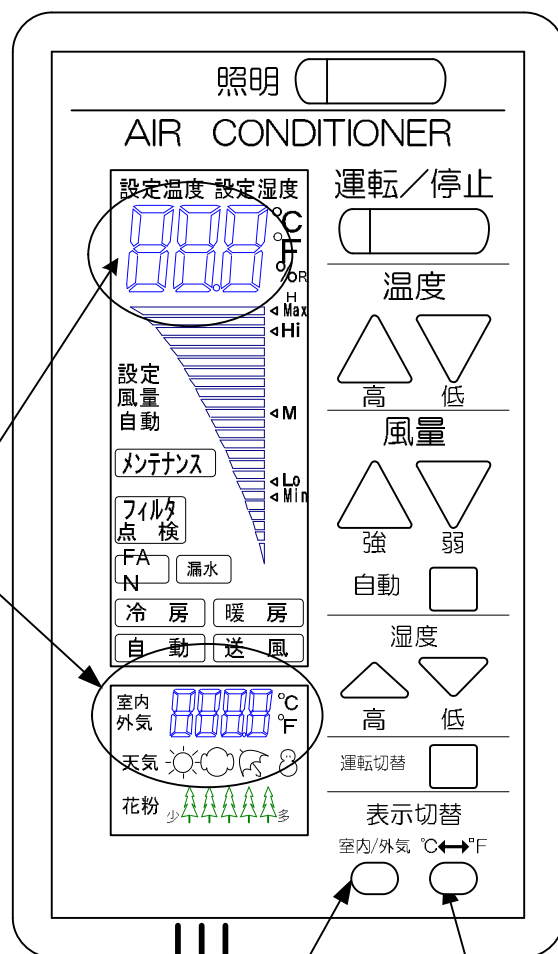 照明
AIR CONDITIONER
設定温度 設定湿度
℃
°F
%RH
Max
Hi
設定
風量
自動
M
メンテナンス
Lo
Min
フィルタ
点 検
FAN
漏水
冷 房 暖 房
自 動 送 風
室内
外気
℃
°F
天気
花粉 少 多
運転／停止
温度
高 低
風量
強 弱
自動
湿度
高 低
運転切替
表示切替
室内/外気 ℃↔°F